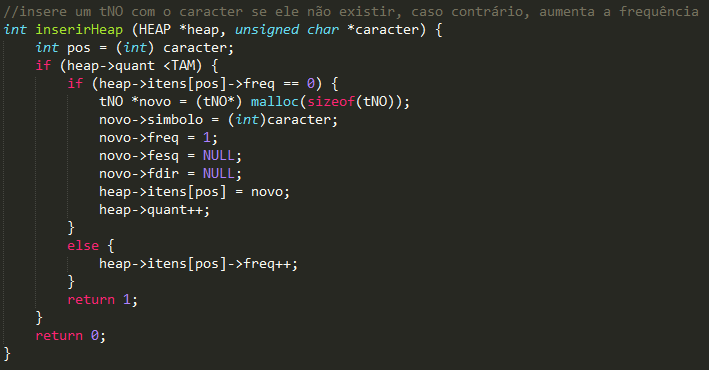 //insere um tNO com o caracter se ele não existir, caso contrário, aumenta a frequência
int inserirHeap (HEAP *heap, unsigned char *caracter) {
    int pos = (int) caracter;
    if (heap->quant <TAM) {
        if (heap->itens[pos]->freq == 0) {
            tNO *novo = (tNO*) malloc(sizeof(tNO));
            novo->simbolo = (int)caracter;
            novo->freq = 1;
            novo->fesq = NULL;
            novo->fdir = NULL;
            heap->itens[pos] = novo;
            heap->quant++;
        }
        else {
            heap->itens[pos]->freq++;
        }
        return 1;
    }
    return 0;
}